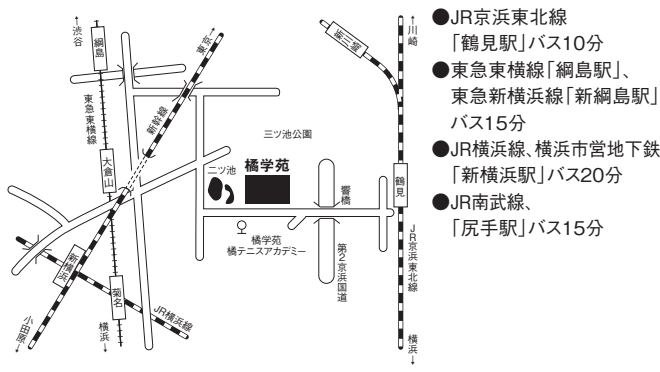 ←渋谷
綱島
東急東横線
大倉山
菊名
横浜→
東京→
新幹線
新横浜
小田原←
JR横浜線
三ツ池公園
二ツ池
橘学苑
橘学苑
橘テニスアカデミー
響橋
第2京浜国道
東三線
←川崎
鶴見
JR京浜東北線
横浜→
●JR京浜東北線
「鶴見駅」バス10分
●東急東横線「綱島駅」、
東急新横浜線「新綱島駅」
バス15分
●JR横浜線、横浜市営地下鉄
「新横浜駅」バス20分
●JR南武線、
「尻手駅」バス15分